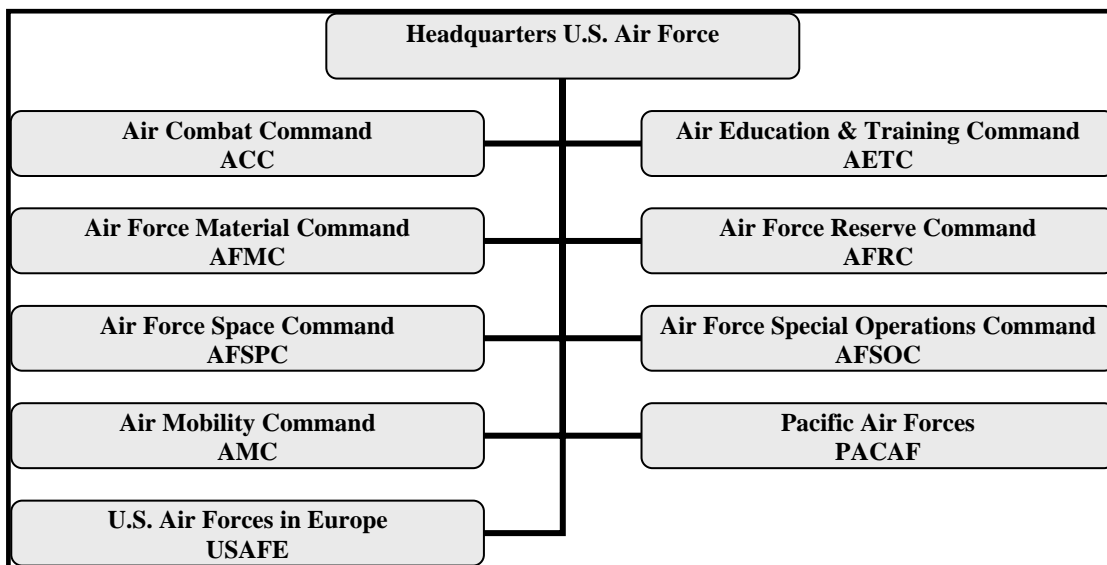 Headquarters U.S. Air Force
Air Combat Command
ACC
Air Education & Training Command
AETC
Air Force Material Command
AFMC
Air Force Reserve Command
AFRC
Air Force Space Command
AFSPC
Air Force Special Operations Command
AFSOC
Air Mobility Command
AMC
Pacific Air Forces
PACAF
U.S. Air Forces in Europe
USAFE